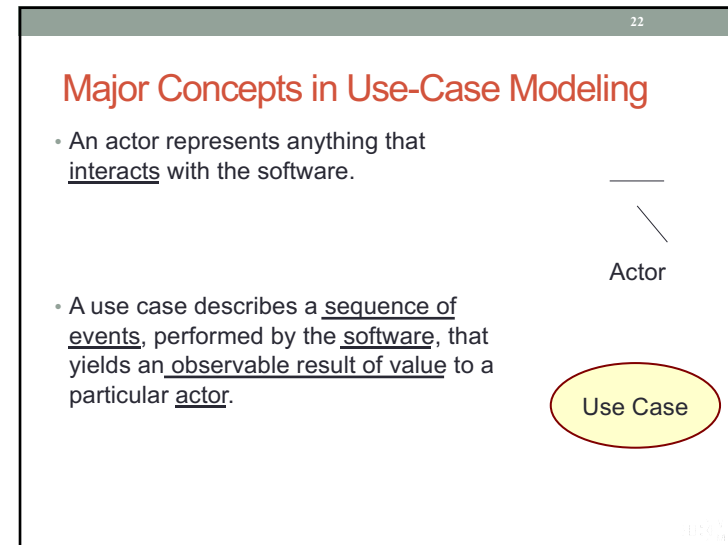 22
Major Concepts in Use-Case Modeling
• An actor represents anything that
interacts with the software.
Actor
• A use case describes a sequence of
events, performed by the software, that
yields an observable result of value to a
particular actor.
Use Case